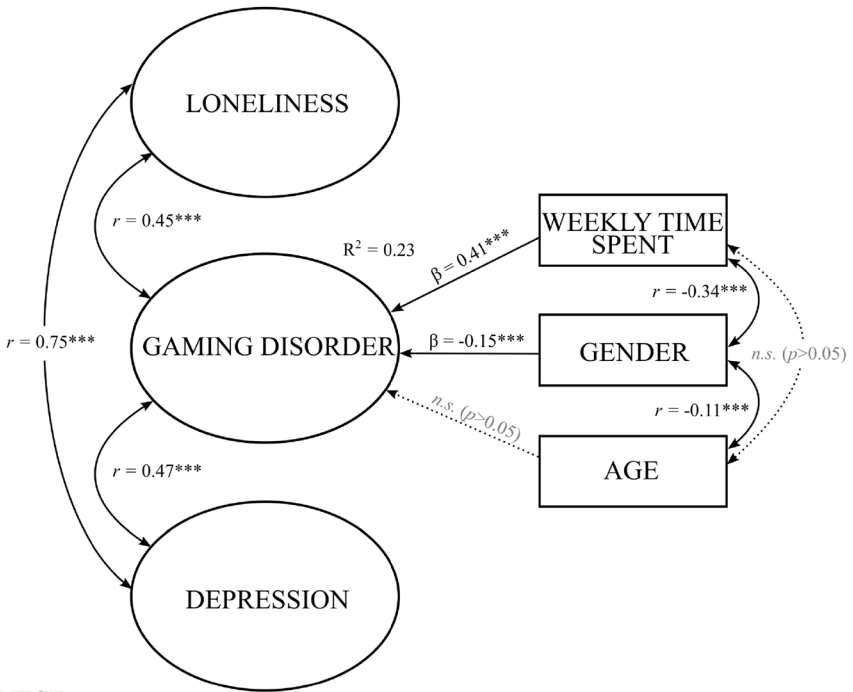 LONELINESS
r = 0.45***
R² = 0.23
β = 0.41***
WEEKLY TIME
SPENT
r = -0.34***
r = 0.75***
GAMING DISORDER
β = -0.15***
GENDER
n.s. (p>0.05)
n.s. (p>0.05)
r = -0.11***
r = 0.47***
AGE
DEPRESSION